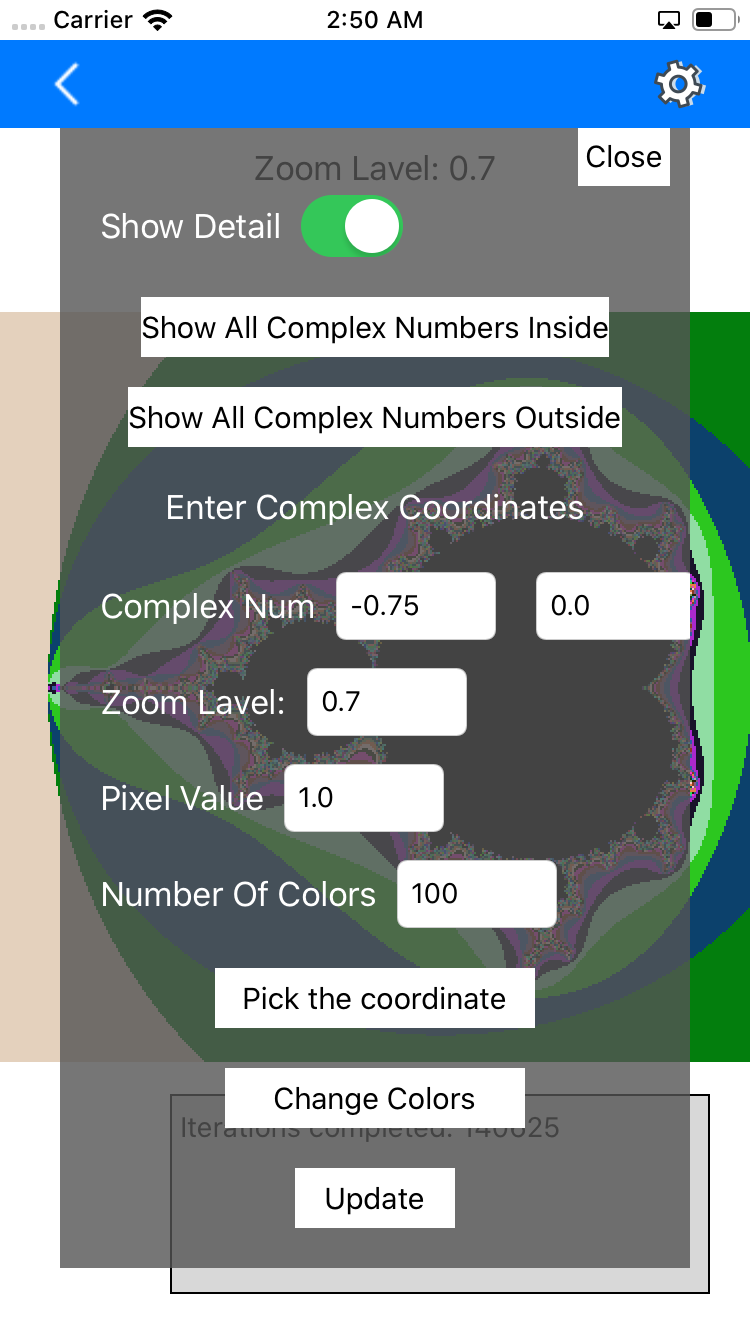 Carrier 2:50 AM
Zoom Lavel: 0.7
Close
Show Detail
Show All Complex Numbers Inside
Show All Complex Numbers Outside
Enter Complex Coordinates
Complex Num -0.75 0.0
Zoom Lavel: 0.7
Pixel Value 1.0
Number Of Colors 100
Pick the coordinate
Change Colors
Iterations completed: 140625
Update